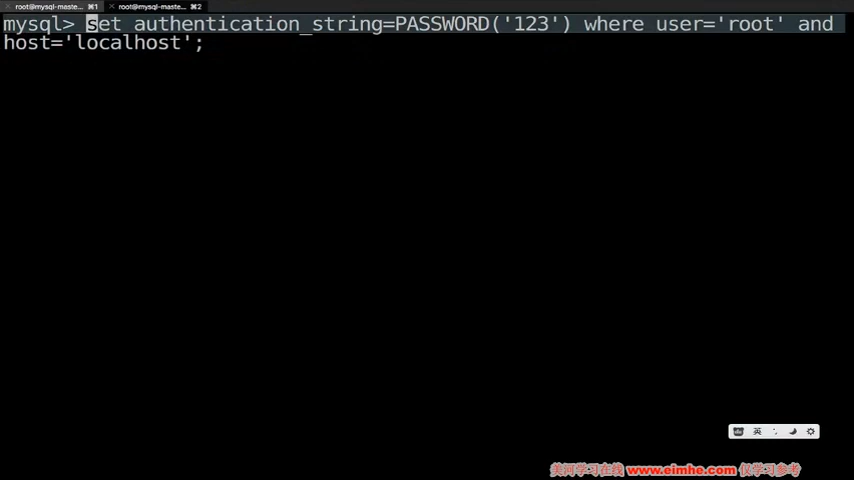 root@mysql-maste... ⌘1
root@mysql-maste... ⌘2
mysql> set authentication_string=PASSWORD('123') where user='root' and
host='localhost';
英
美河学习在线 www.eimhe.com 仅学习参考